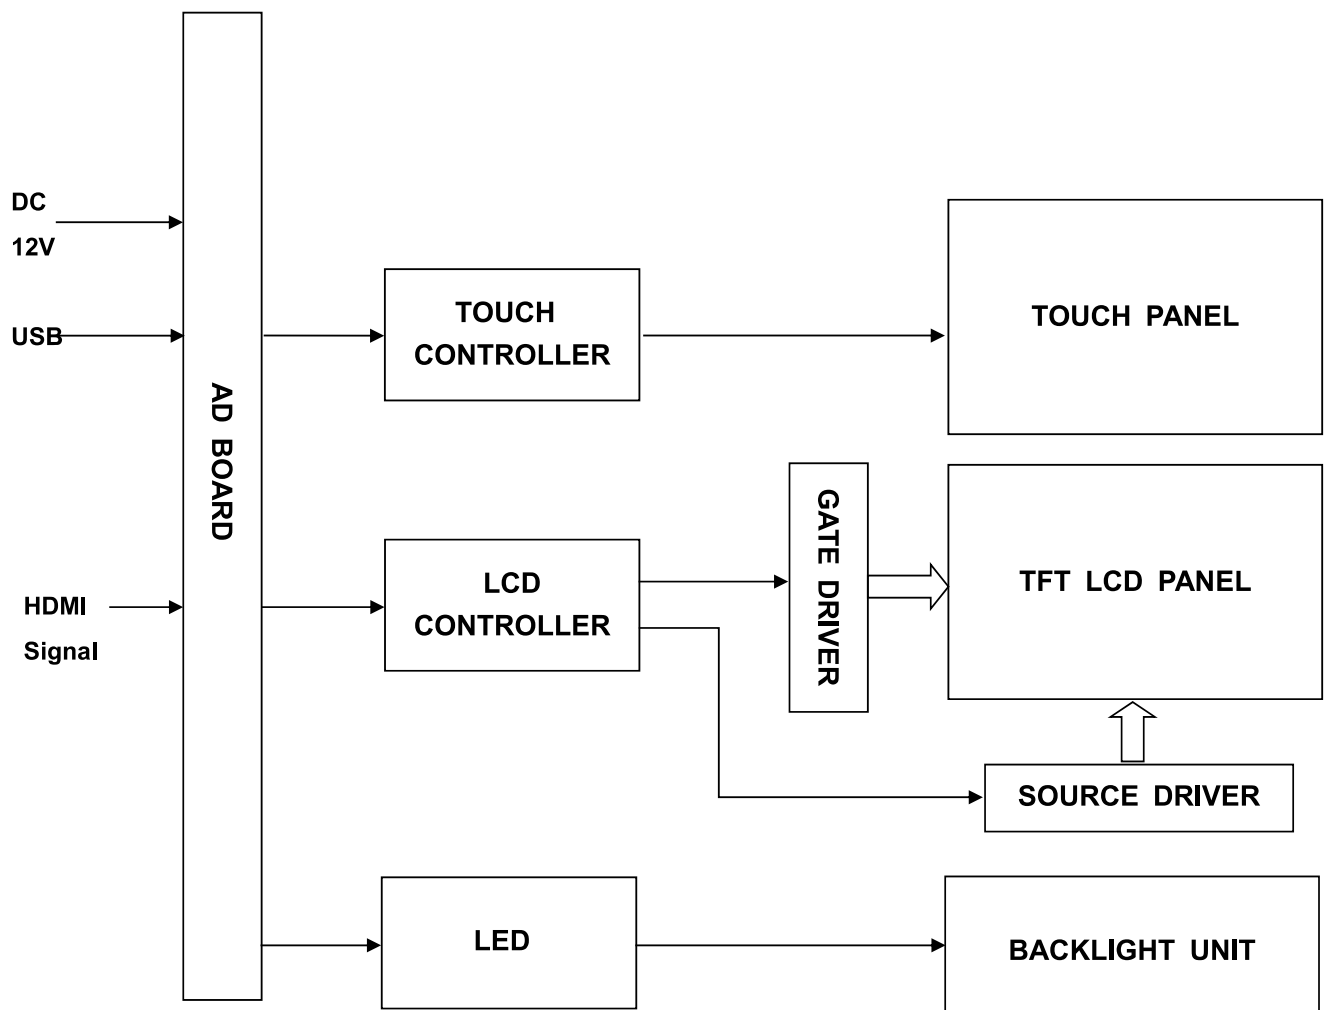 DC
12V
USB
HDMI
Signal
AD BOARD
TOUCH
CONTROLLER
TOUCH PANEL
LCD
CONTROLLER
GATE DRIVER
TFT LCD PANEL
SOURCE DRIVER
LED
BACKLIGHT UNIT